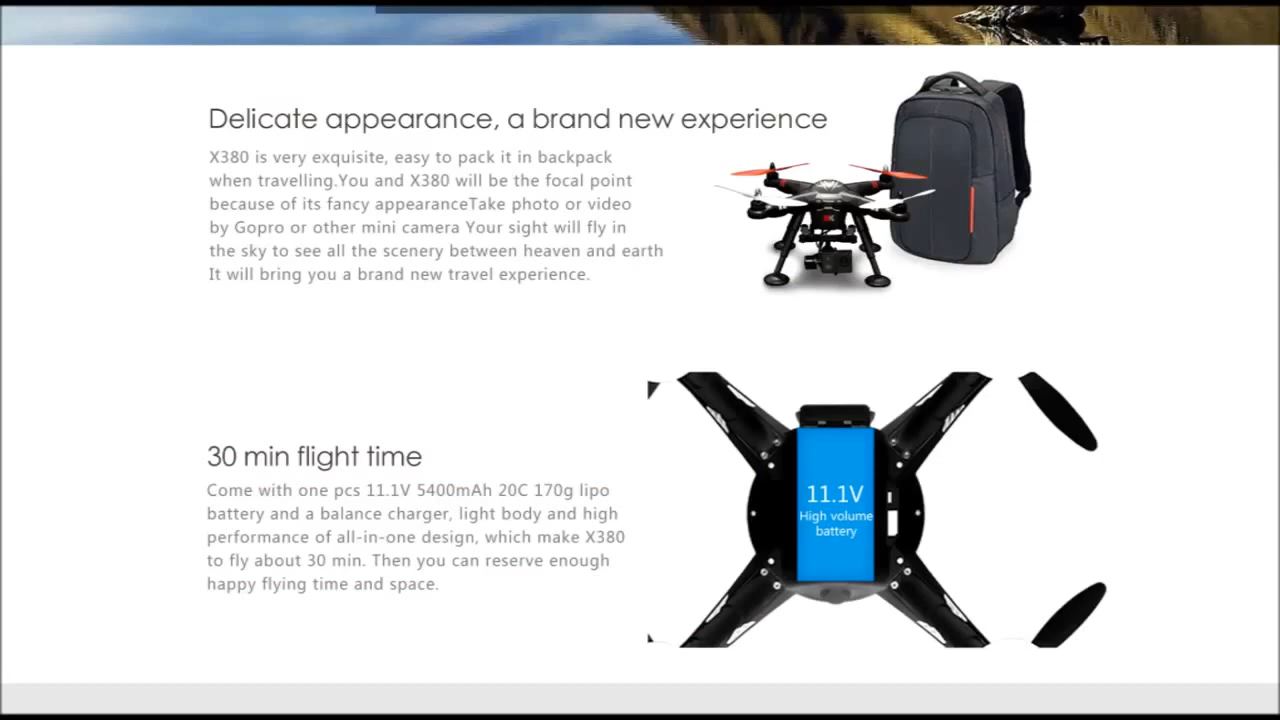 Delicate appearance, a brand new experience
X380 is very exquisite, easy to pack it in backpack
when travelling.You and X380 will be the focal point
because of its fancy appearanceTake photo or video
by Gopro or other mini camera Your sight will fly in
the sky to see all the scenery between heaven and earth
It will bring you a brand new travel experience.
30 min flight time
Come with one pcs 11.1V 5400mAh 20C 170g lipo
battery and a balance charger, light body and high
performance of all-in-one design, which make X380
to fly about 30 min. Then you can reserve enough
happy flying time and space.
11.1V
High volume
battery